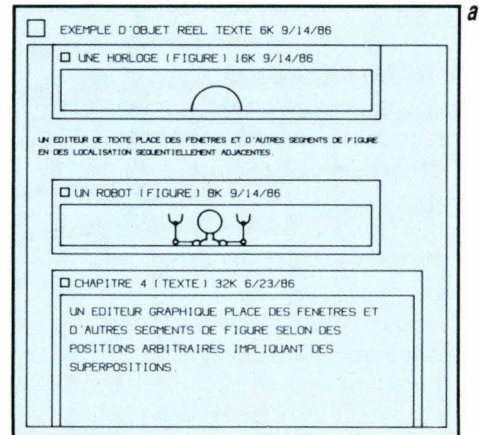 a
EXEMPLE D'OBJET REEL TEXTE 6K 9/14/86
UNE HORLOGE (FIGURE) 16K 9/14/86
UN EDITEUR DE TEXTE PLACE DES FENETRES ET D'AUTRES SEGMENTS DE FIGURE
EN DES LOCALISATION SEQUENTIELLEMENT ADJACENTES.
UN ROBOT (FIGURE) 8K 9/14/86
CHAPITRE 4 (TEXTE) 32K 6/23/86
UN EDITEUR GRAPHIQUE PLACE DES FENETRES ET
D'AUTRES SEGMENTS DE FIGURE SELON DES
POSITIONS ARBITRAIRES IMPLIQUANT DES
SUPERPOSITIONS.